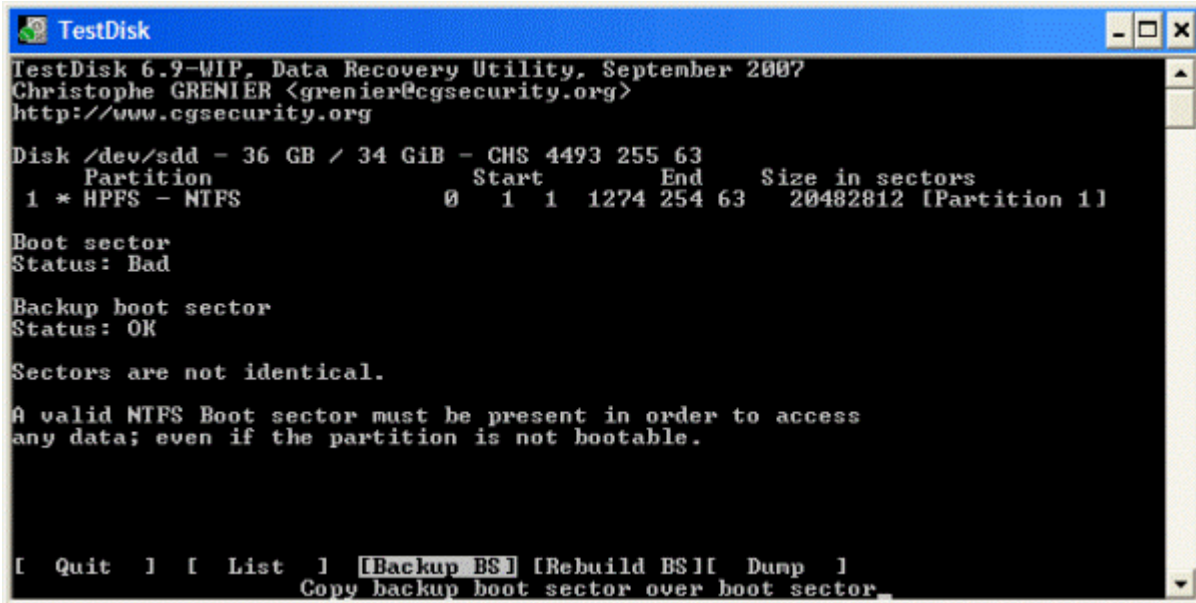 TestDisk
TestDisk 6.9-WIP, Data Recovery Utility, September 2007
Christophe GRENIER <grenier@cgsecurity.org>
http://www.cgsecurity.org
Disk /dev/sdd - 36 GB / 34 GiB - CHS 4493 255 63
Partition Start End Size in sectors
1 * HPFS - NTFS 0 1 1 1274 254 63 20482812 [Partition 1]
Boot sector
Status: Bad
Backup boot sector
Status: OK
Sectors are not identical.
A valid NTFS Boot sector must be present in order to access
any data; even if the partition is not bootable.
[ Quit ] [ List ] [Backup BS] [Rebuild BS][ Dump ]
Copy backup boot sector over boot sector_